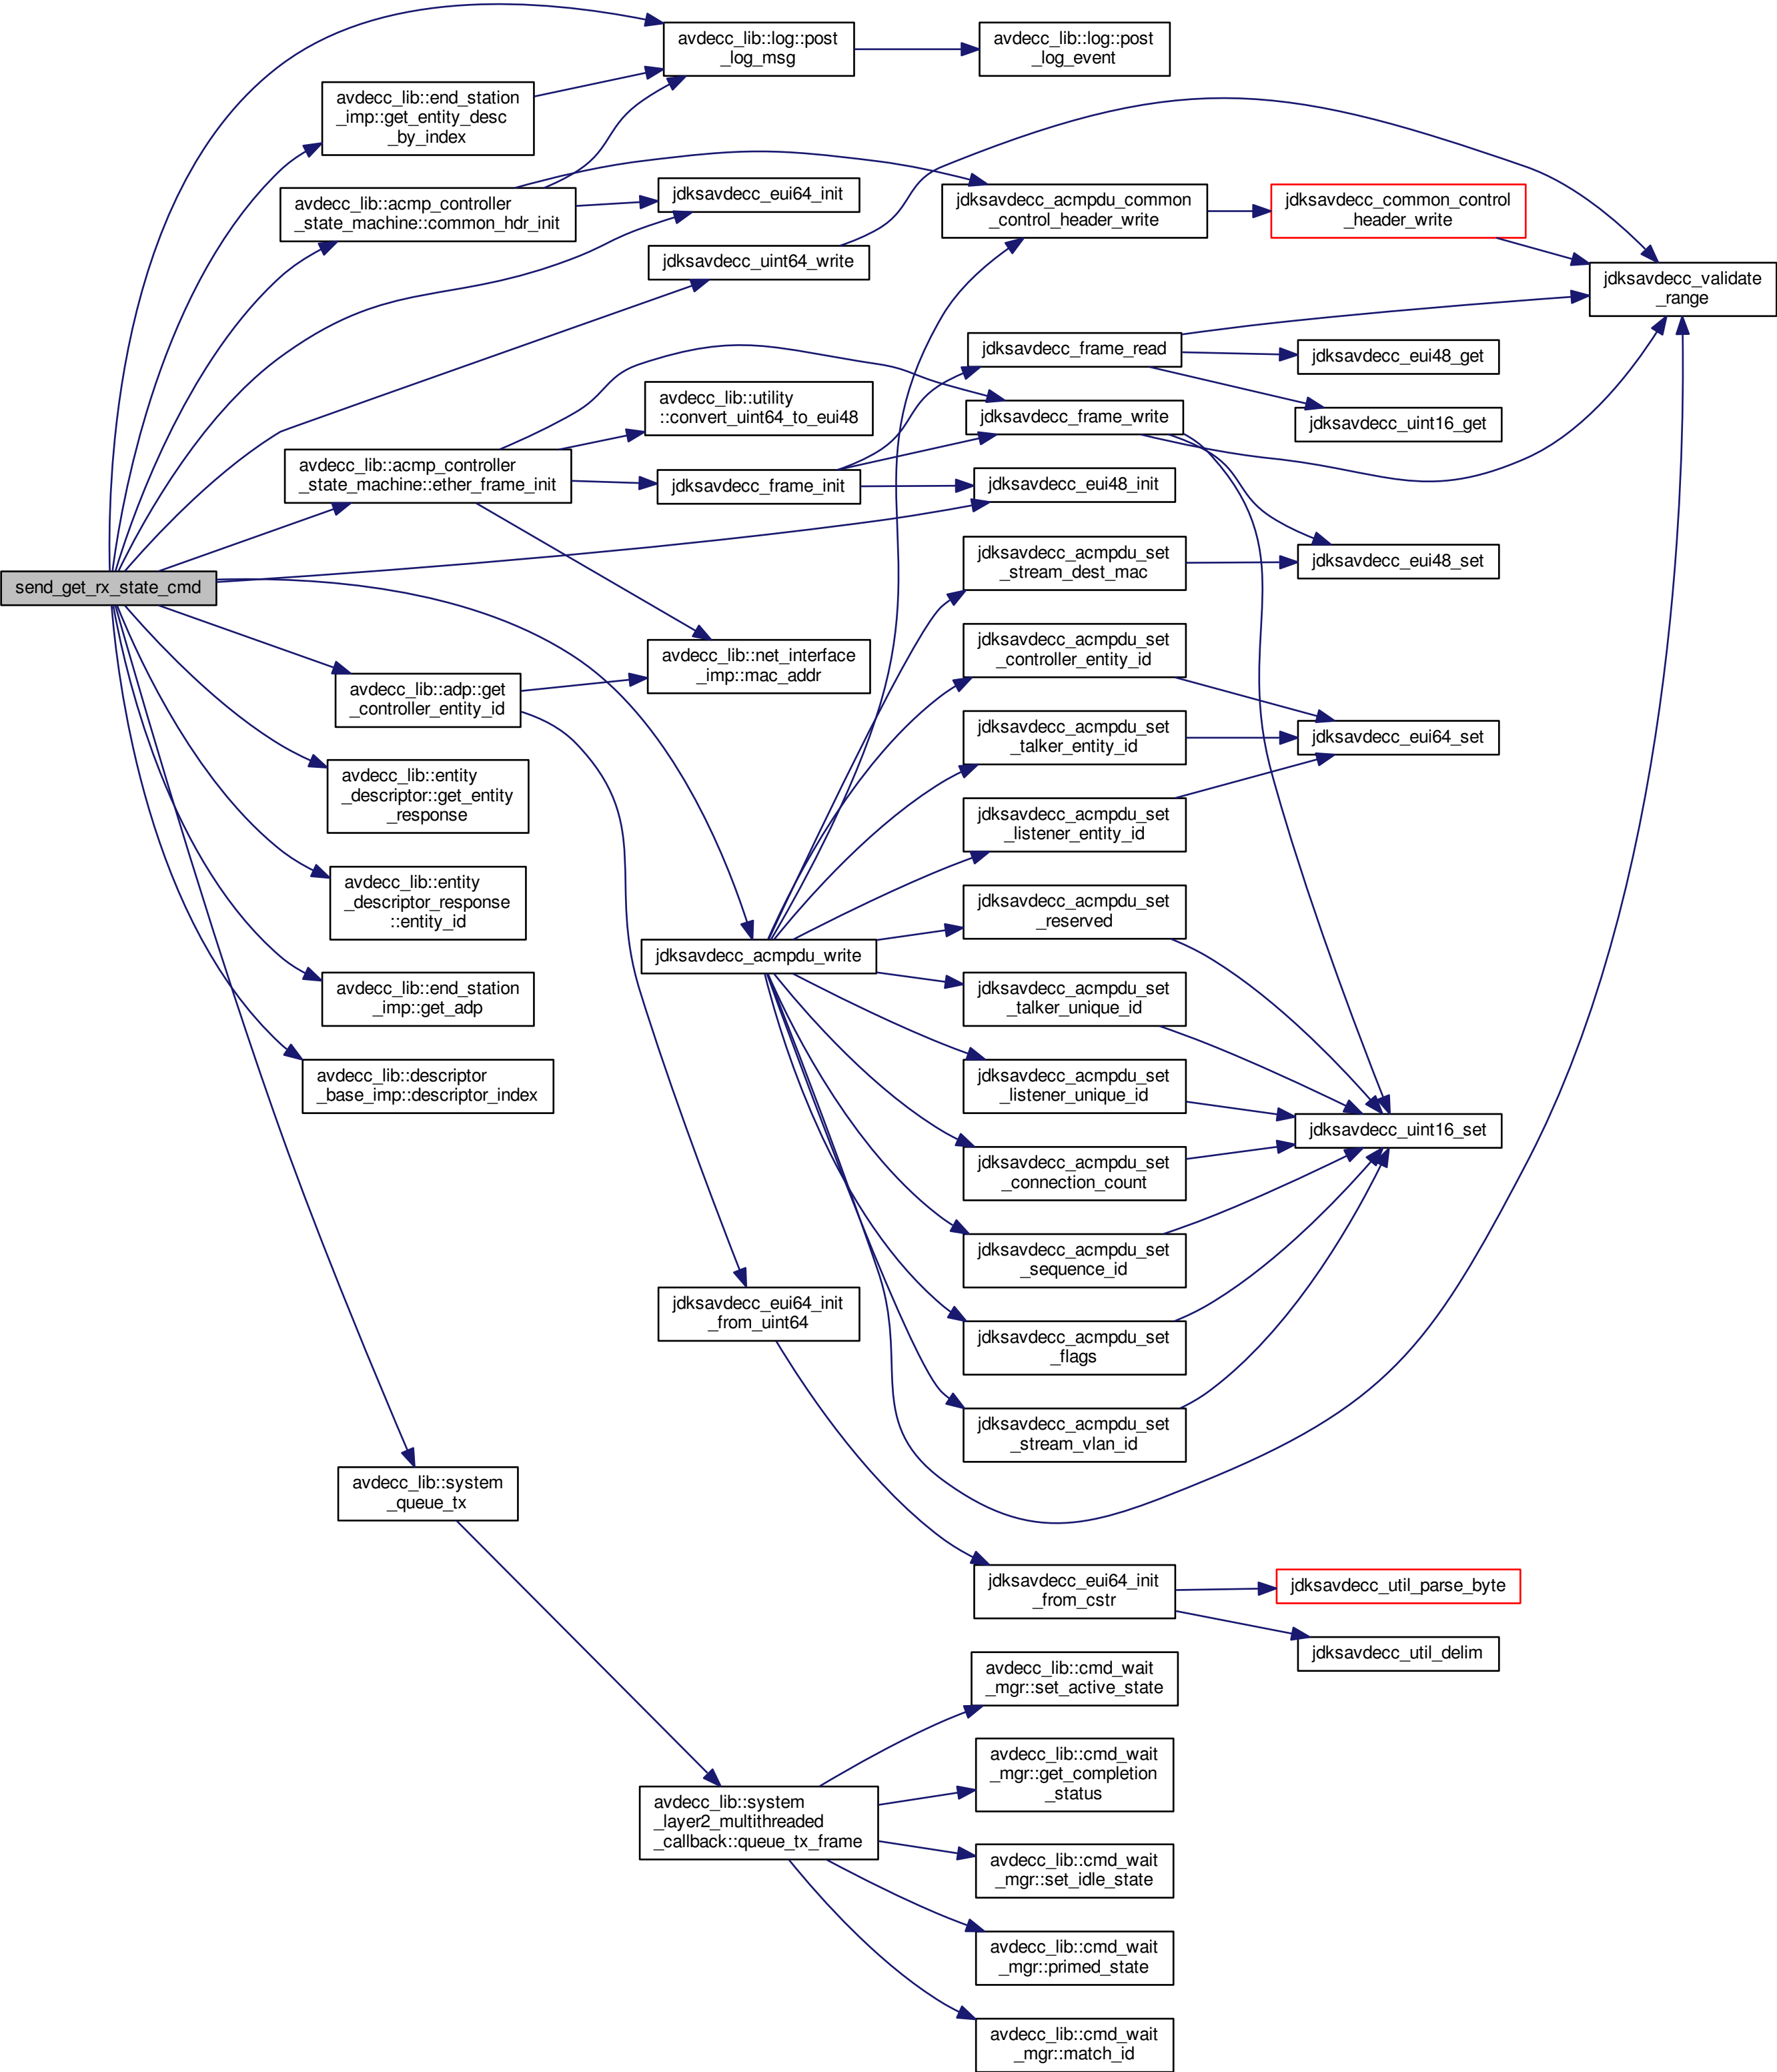 send_get_rx_state_cmd
avdecc_lib::end_station
_imp::get_entity_desc
_by_index
avdecc_lib::acmp_controller
_state_machine::common_hdr_init
avdecc_lib::acmp_controller
_state_machine::ether_frame_init
avdecc_lib::adp::get
_controller_entity_id
avdecc_lib::entity
_descriptor::get_entity
_response
avdecc_lib::entity
_descriptor_response
::entity_id
avdecc_lib::end_station
_imp::get_adp
avdecc_lib::descriptor
_base_imp::descriptor_index
avdecc_lib::system
_queue_tx
avdecc_lib::log::post
_log_msg
jdksavdecc_eui64_init
jdksavdecc_uint64_write
avdecc_lib::utility
::convert_uint64_to_eui48
jdksavdecc_frame_init
avdecc_lib::net_interface
_imp::mac_addr
jdksavdecc_acmpdu_write
jdksavdecc_eui64_init
_from_uint64
avdecc_lib::system
_layer2_multithreaded
_callback::queue_tx_frame
avdecc_lib::log::post
_log_event
jdksavdecc_acmpdu_common
_control_header_write
jdksavdecc_frame_read
jdksavdecc_frame_write
jdksavdecc_eui48_init
jdksavdecc_acmpdu_set
_stream_dest_mac
jdksavdecc_acmpdu_set
_controller_entity_id
jdksavdecc_acmpdu_set
_talker_entity_id
jdksavdecc_acmpdu_set
_listener_entity_id
jdksavdecc_acmpdu_set
_reserved
jdksavdecc_acmpdu_set
_talker_unique_id
jdksavdecc_acmpdu_set
_listener_unique_id
jdksavdecc_acmpdu_set
_connection_count
jdksavdecc_acmpdu_set
_sequence_id
jdksavdecc_acmpdu_set
_flags
jdksavdecc_acmpdu_set
_stream_vlan_id
jdksavdecc_eui64_init
_from_cstr
avdecc_lib::cmd_wait
_mgr::set_active_state
avdecc_lib::cmd_wait
_mgr::get_completion
_status
avdecc_lib::cmd_wait
_mgr::set_idle_state
avdecc_lib::cmd_wait
_mgr::primed_state
avdecc_lib::cmd_wait
_mgr::match_id
jdksavdecc_common_control
_header_write
jdksavdecc_eui48_get
jdksavdecc_uint16_get
jdksavdecc_eui48_set
jdksavdecc_eui64_set
jdksavdecc_uint16_set
jdksavdecc_util_parse_byte
jdksavdecc_util_delim
jdksavdecc_validate
_range